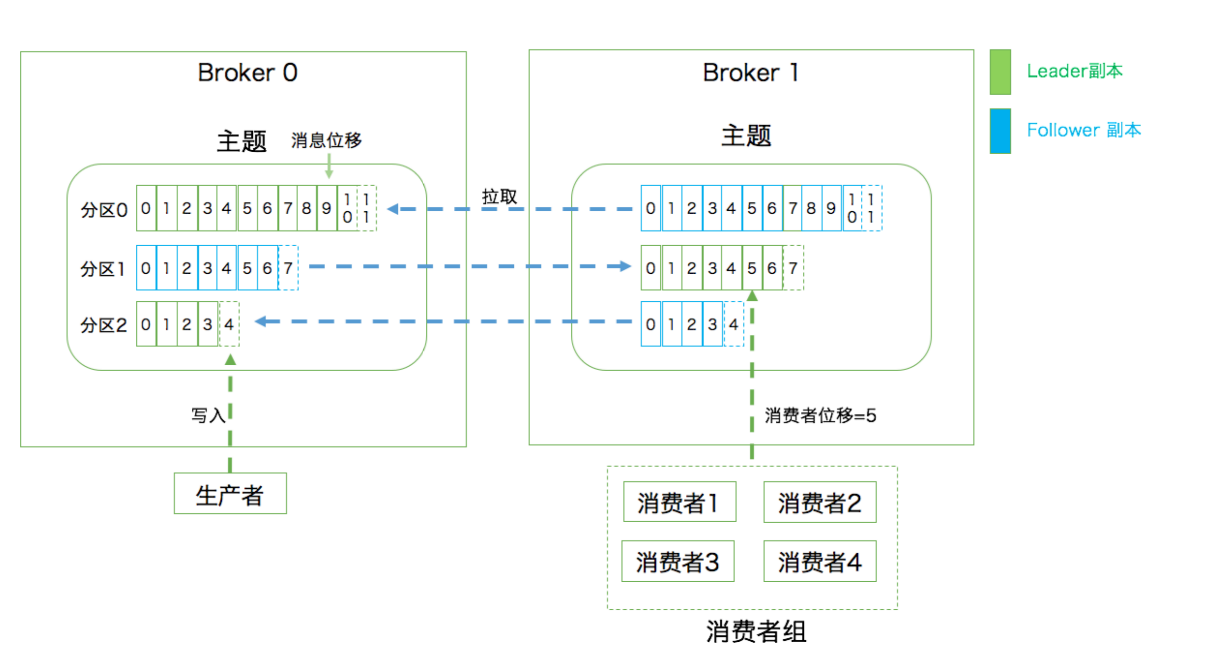 Broker 0
Broker 1
Leader副本
Follower 副本
主题
消息位移
主题
分区0
0 1 2 3 4 5 6 7 8 9 10 11
拉取
0 1 2 3 4 5 6 7 8 9 10 11
分区1
0 1 2 3 4 5 6 7
0 1 2 3 4 5 6 7
分区2
0 1 2 3 4
0 1 2 3 4
写入
消费者位移=5
生产者
消费者1
消费者2
消费者3
消费者4
消费者组